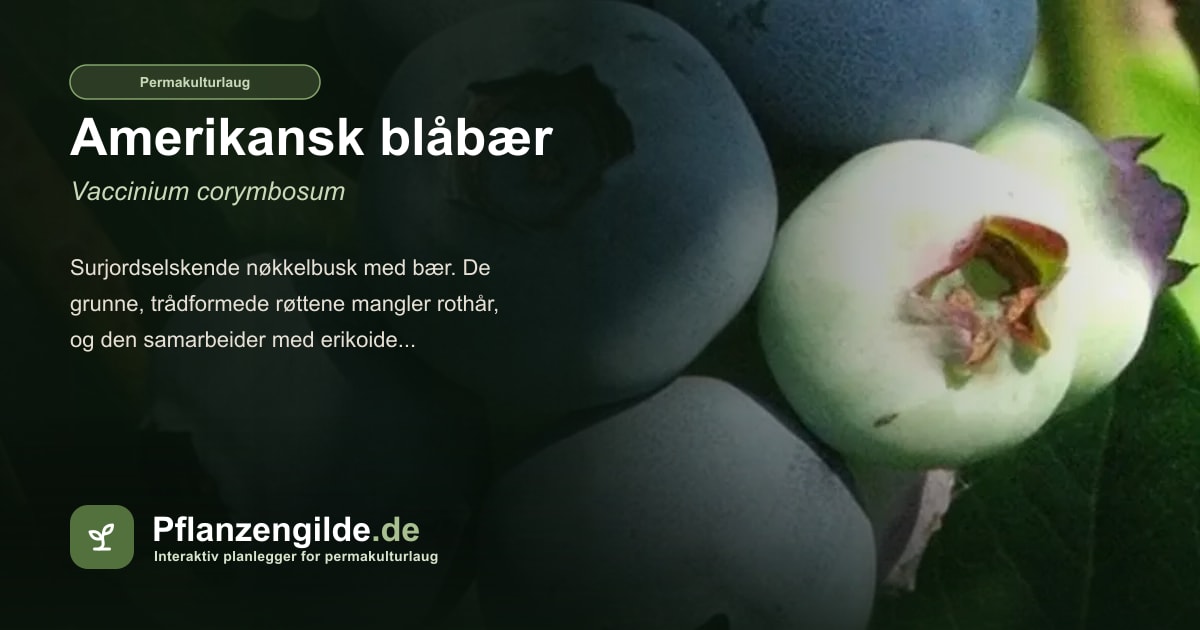 Permakulturlaug
Amerikansk blåbær
Vaccinium corymbosum
Surjordselskende nøkkelbusk med bær. De
grunne, trådformede røttene mangler rothår,
og den samarbeider med erikoide...
Pflanzengilde.de
Interaktiv planlegger for permakulturlaug